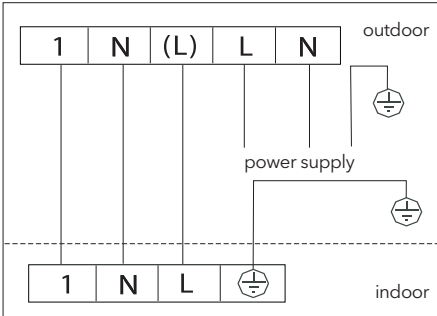 outdoor
1 N (L) L N
power supply
1 N L
indoor